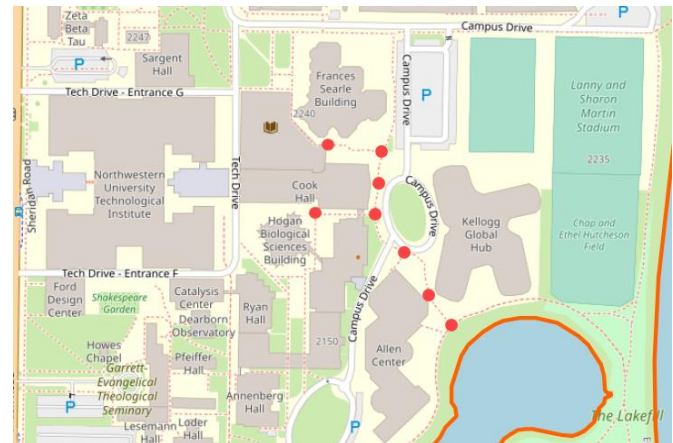 Zeta
Beta
Tau
2247
Sargent
Hall
P
Tech Drive - Entrance G
Frances
Searle
Building
2240
Campus Drive
P
Campus Drive
P
Lanny and
Sharon
Martin
Stadium
2235
Sheridan Road
Northwestern
University
Technological
Institute
Tech Drive
Cook
Hall
Hogan
Biological
Sciences
Building
Campus Drive
Kellogg
Global
Hub
Chap and
Ethel Hutcheson
Field
Tech Drive - Entrance F
Ford
Design
Center
Shakespeare
Garden
Catalysis
Center
Dearborn
Observatory
Ryan
Hall
Campus Drive
2150
Allen
Center
Howes
Chapel
Pfeiffer
Hall
Garrett-
Evangelical
Theological
Seminary
P
Annenberg
Hall
Lesemann
Hall
Loder
Hall
P
The Lakefill